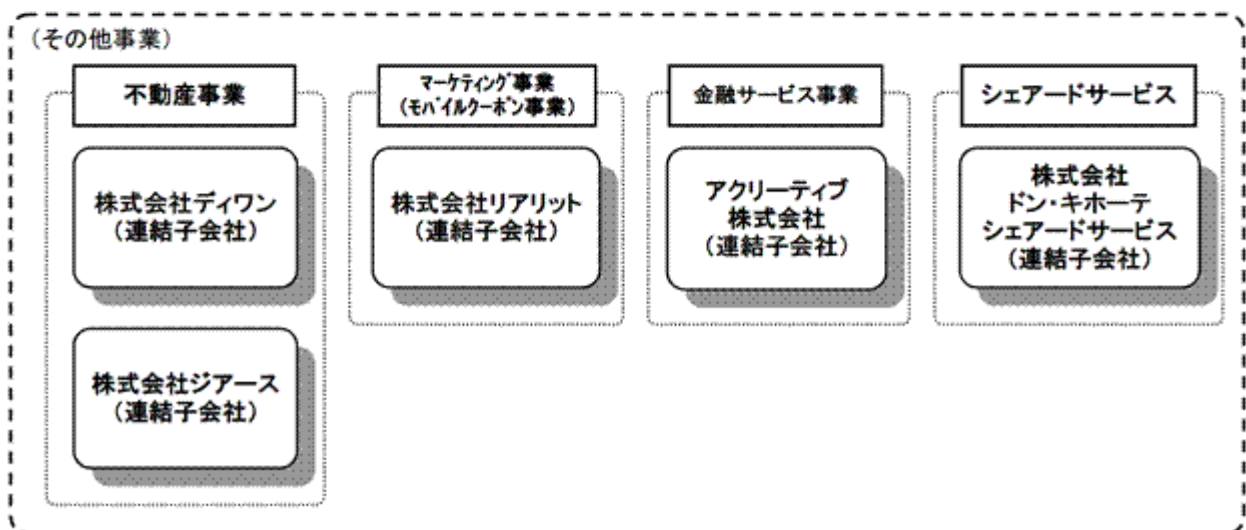 （その他事業）
不動産事業
株式会社ディワン
（連結子会社）
株式会社ジアース
（連結子会社）
マーケティング事業
（モバイルクーポン事業）
株式会社リアリット
（連結子会社）
金融サービス事業
アクリーティブ
株式会社
（連結子会社）
シェアードサービス
株式会社
ドン・キホーテ
シェアードサービス
（連結子会社）